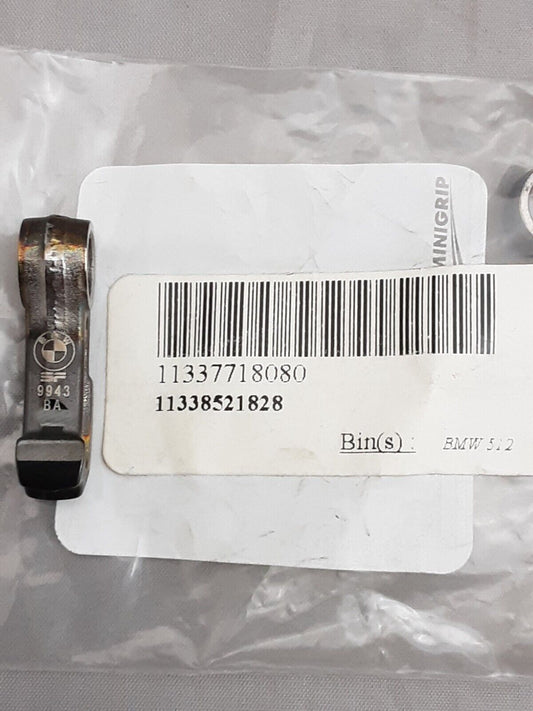 MINIGRIP
11337718080
11338521828
Bin(s) : BMW 512
9943
BA